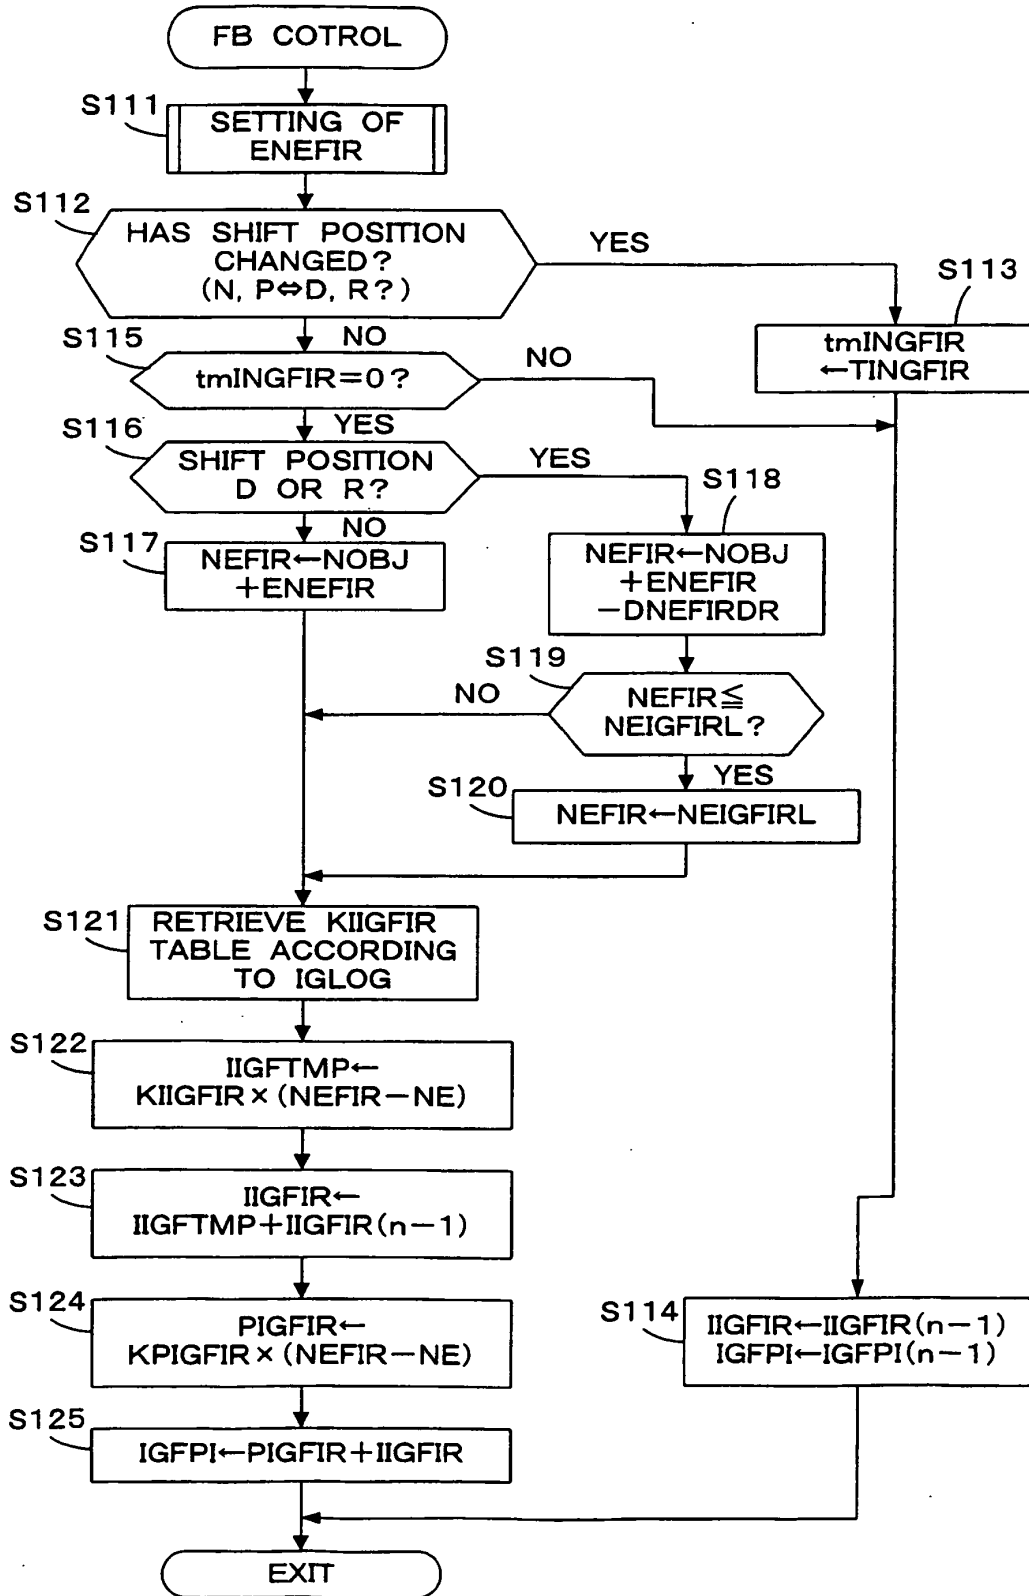 FB COTROL
S111
SETTING OF
ENEFIR
S112
HAS SHIFT POSITION
CHANGED?
(N, P⇔D, R?)
YES
S113
tmINGFIR
←TINGFIR
NO
S115
tmINGFIR=0?
NO
YES
S116
SHIFT POSITION
D OR R?
YES
NO
S117
NEFIR←NOBJ
+ENEFIR
S118
NEFIR←NOBJ
+ENEFIR
−DNEFIRDR
S119
NEFIR≦
NEIGFIRL?
NO
YES
S120
NEFIR←NEIGFIRL
S121
RETRIEVE KIIGFIR
TABLE ACCORDING
TO IGLOG
S122
IIGFTMP←
KIIGFIR×(NEFIR−NE)
S123
IIGFIR←
IIGFTMP+IIGFIR(n−1)
S124
PIGFIR←
KPIGFIR×(NEFIR−NE)
S114
IIGFIR←IIGFIR(n−1)
IGFPI←IGFPI(n−1)
S125
IGFPI←PIGFIR+IIGFIR
EXIT